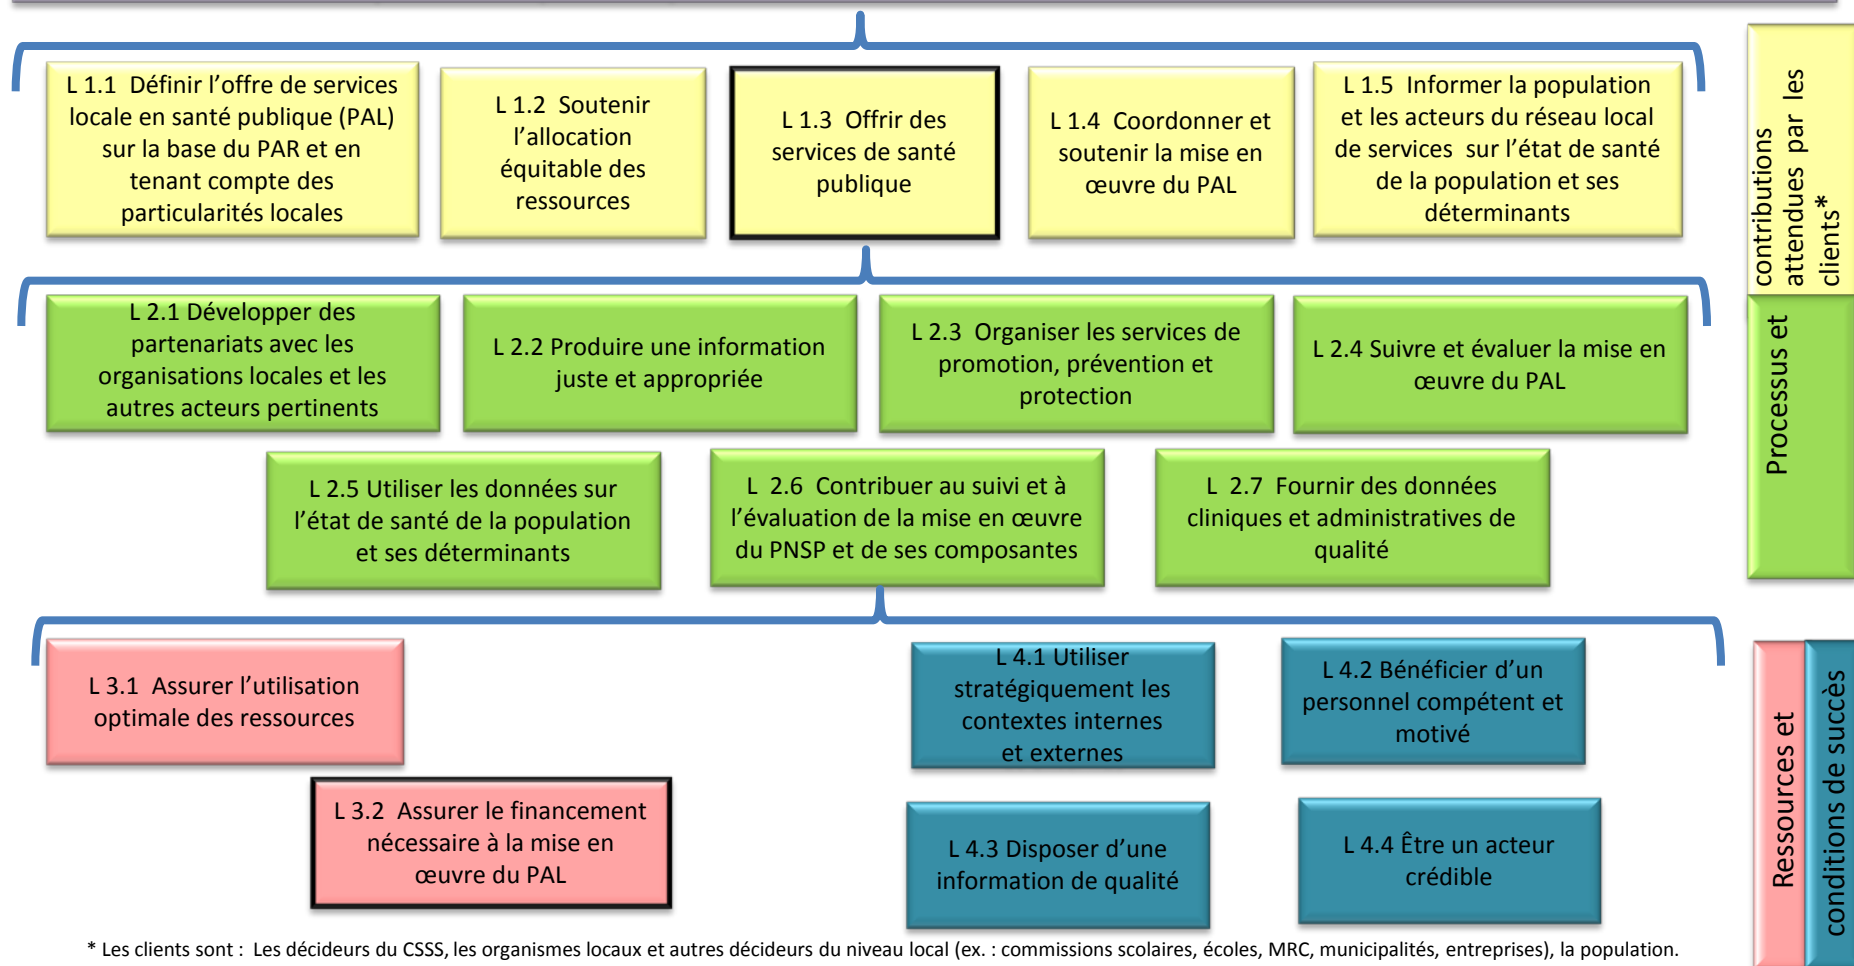 L 1.1 Définir l’offre de services
locale en santé publique (PAL)
sur la base du PAR et en
tenant compte des
particularités locales
L 1.2 Soutenir
l’allocation
équitable des
ressources
L 1.3 Offrir des
services de santé
publique
L 1.4 Coordonner et
soutenir la mise en
œuvre du PAL
L 1.5 Informer la population
et les acteurs du réseau local
de services sur l’état de santé
de la population et ses
déterminants
contributions
attendues par les
clients*
L 2.1 Développer des
partenariats avec les
organisations locales et les
autres acteurs pertinents
L 2.2 Produire une information
juste et appropriée
L 2.3 Organiser les services de
promotion, prévention et
protection
L 2.4 Suivre et évaluer la mise en
œuvre du PAL
Processus et
L 2.5 Utiliser les données sur
l’état de santé de la population
et ses déterminants
L 2.6 Contribuer au suivi et à
l’évaluation de la mise en œuvre
du PNSP et de ses composantes
L 2.7 Fournir des données
cliniques et administratives de
qualité
L 3.1 Assurer l’utilisation
optimale des ressources
L 3.2 Assurer le financement
nécessaire à la mise en
œuvre du PAL
L 4.1 Utiliser
stratégiquement les
contextes internes
et externes
L 4.2 Bénéficier d’un
personnel compétent et
motivé
L 4.3 Disposer d’une
information de qualité
L 4.4 Être un acteur
crédible
Ressources et
conditions de succès
* Les clients sont : Les décideurs du CSSS, les organismes locaux et autres décideurs du niveau local (ex. : commissions scolaires, écoles, MRC, municipalités, entreprises), la population.